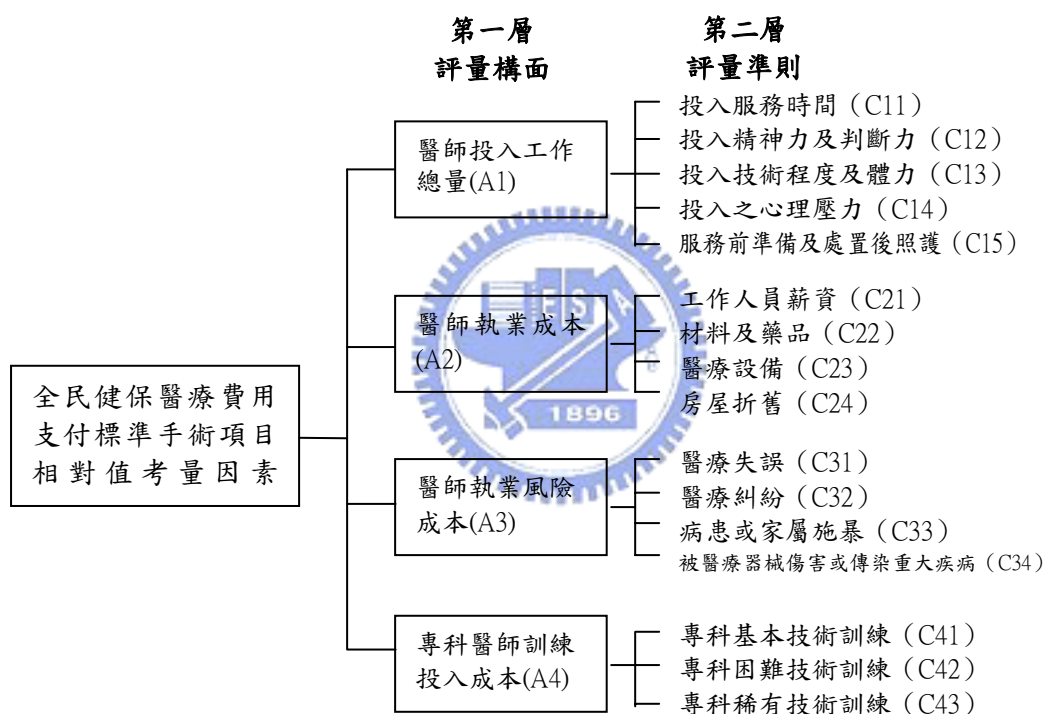 第一層
評量構面
第二層
評量準則
全民健保醫療費用
支付標準手術項目
相對值考量因素
醫師投入工作
總量(A1)
投入服務時間（C11）
投入精神力及判斷力（C12）
投入技術程度及體力（C13）
投入之心理壓力（C14）
服務前準備及處置後照護（C15）
醫師執業成本
(A2)
工作人員薪資（C21）
材料及藥品（C22）
醫療設備（C23）
房屋折舊（C24）
醫師執業風險
成本(A3)
醫療失誤（C31）
醫療糾紛（C32）
病患或家屬施暴（C33）
被醫療器械傷害或傳染重大疾病（C34）
專科醫師訓練
投入成本(A4)
專科基本技術訓練（C41）
專科困難技術訓練（C42）
專科稀有技術訓練（C43）
ESA
1896